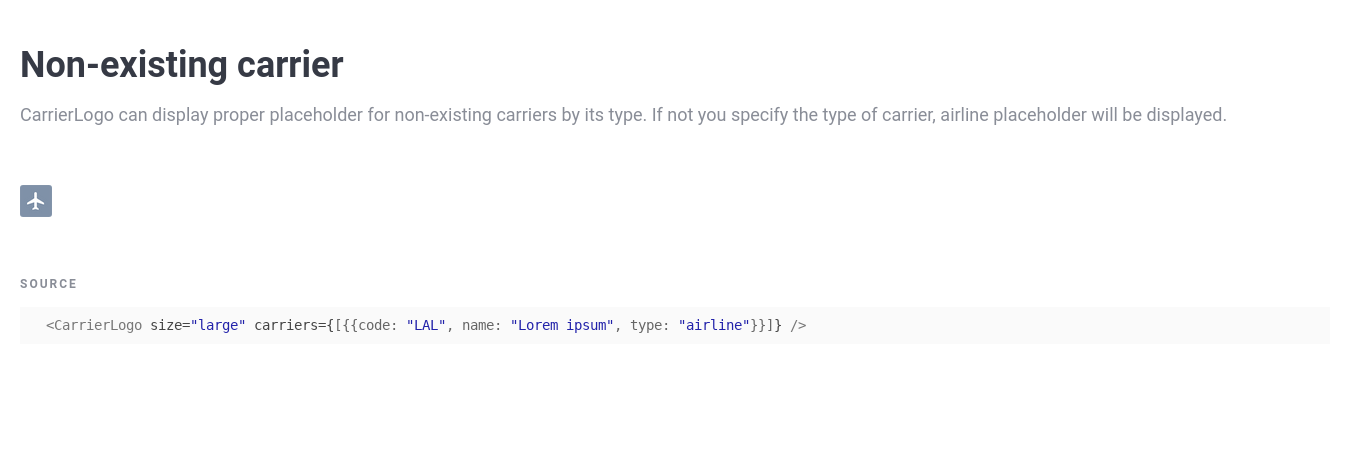 Non-existing carrier
CarrierLogo can display proper placeholder for non-existing carriers by its type. If not you specify the type of carrier, airline placeholder will be displayed.
SOURCE
<CarrierLogo size="large" carriers={[{{code: "LAL", name: "Lorem ipsum", type: "airline"}}]} />